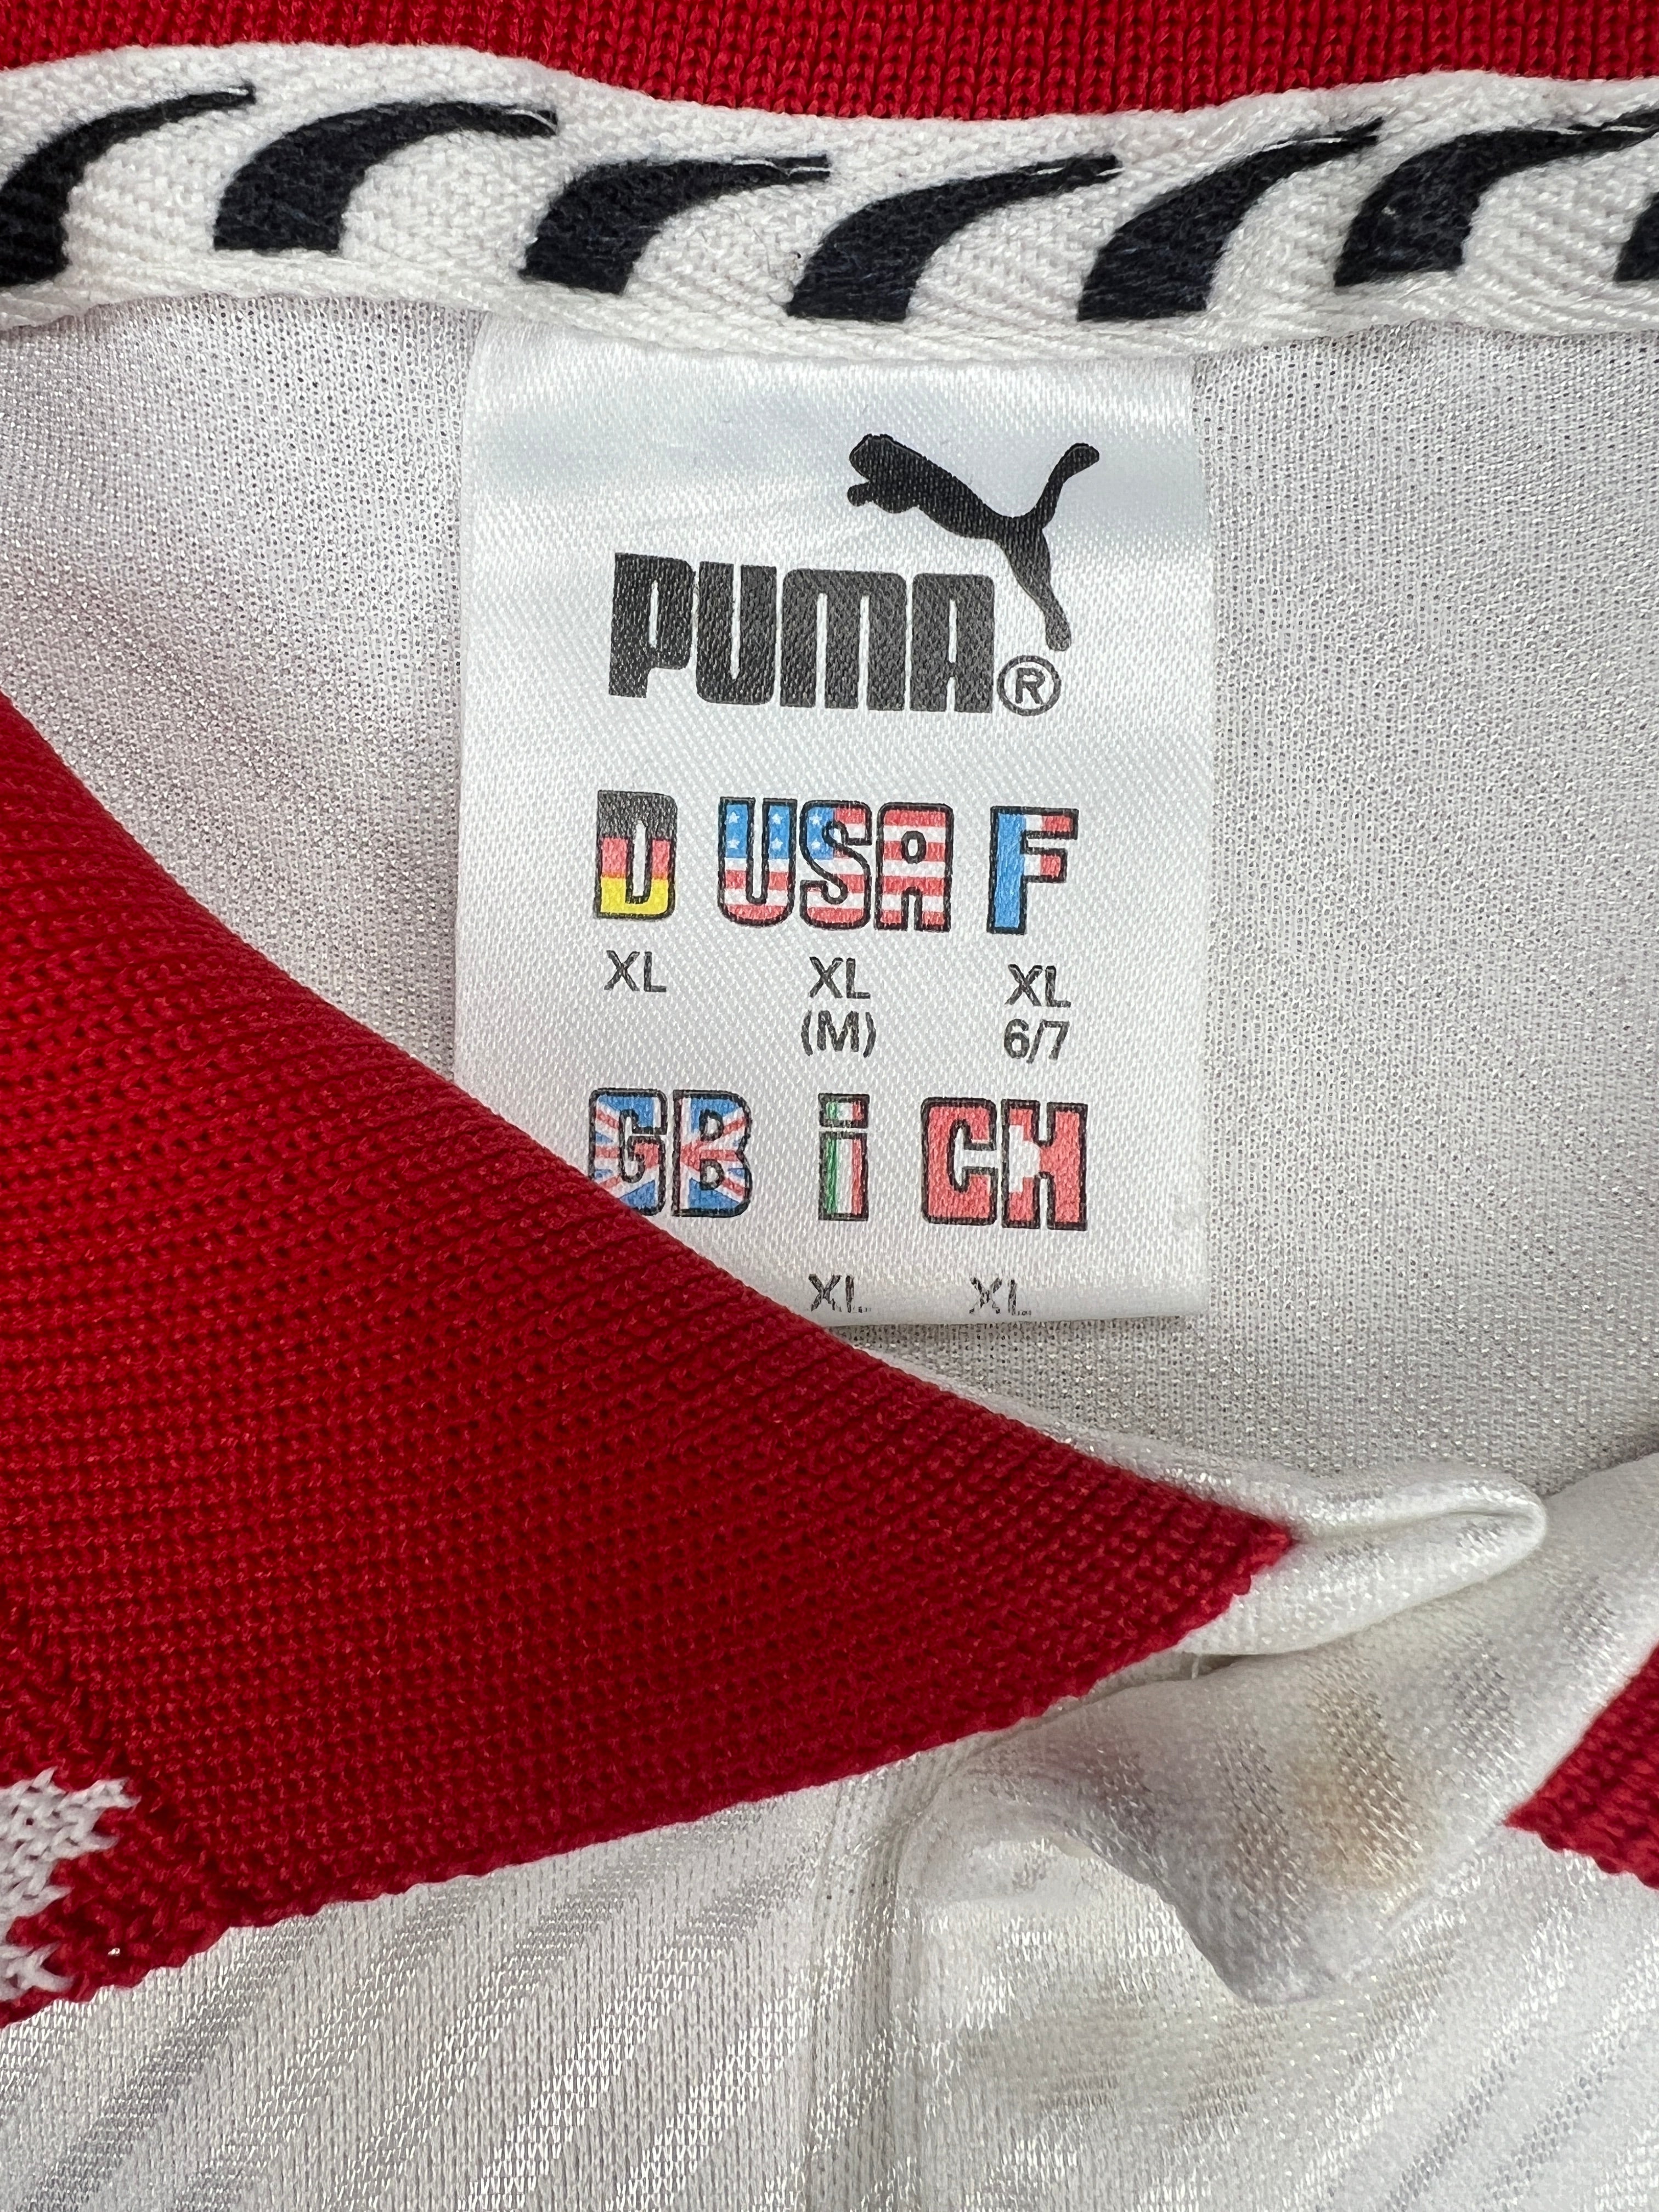 PUMA®
D USA F
XL XL XL
(M) 6/7
GB i CH
XL XL